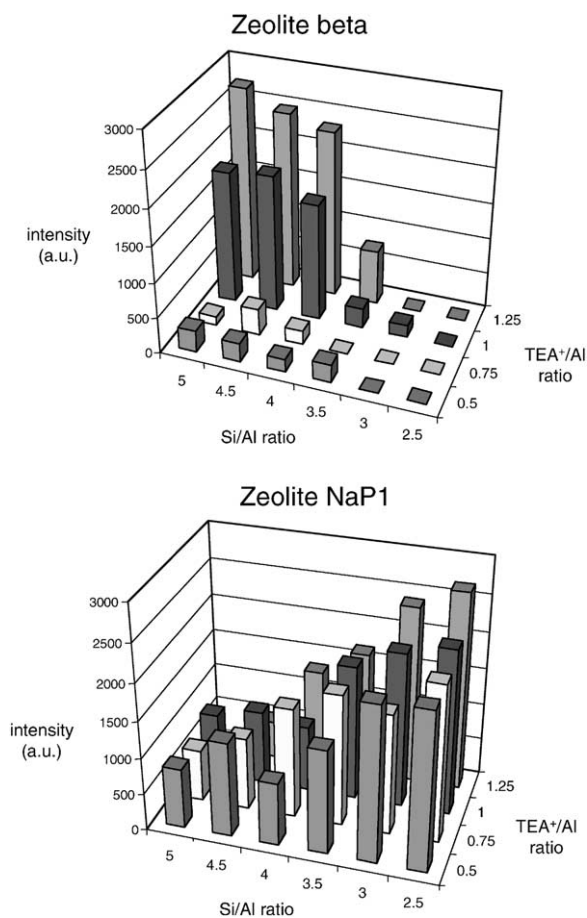 Zeolite beta
3000
2500
2000
1500
1000
500
0
intensity
(a.u.)
5
4.5
4
3.5
3
2.5
Si/Al ratio
1.25
1
0.75
0.5
TEA⁺/Al
ratio
Zeolite NaP1
3000
2500
2000
1500
1000
500
0
intensity
(a.u.)
5
4.5
4
3.5
3
2.5
Si/Al ratio
1.25
1
0.75
0.5
TEA⁺/Al
ratio